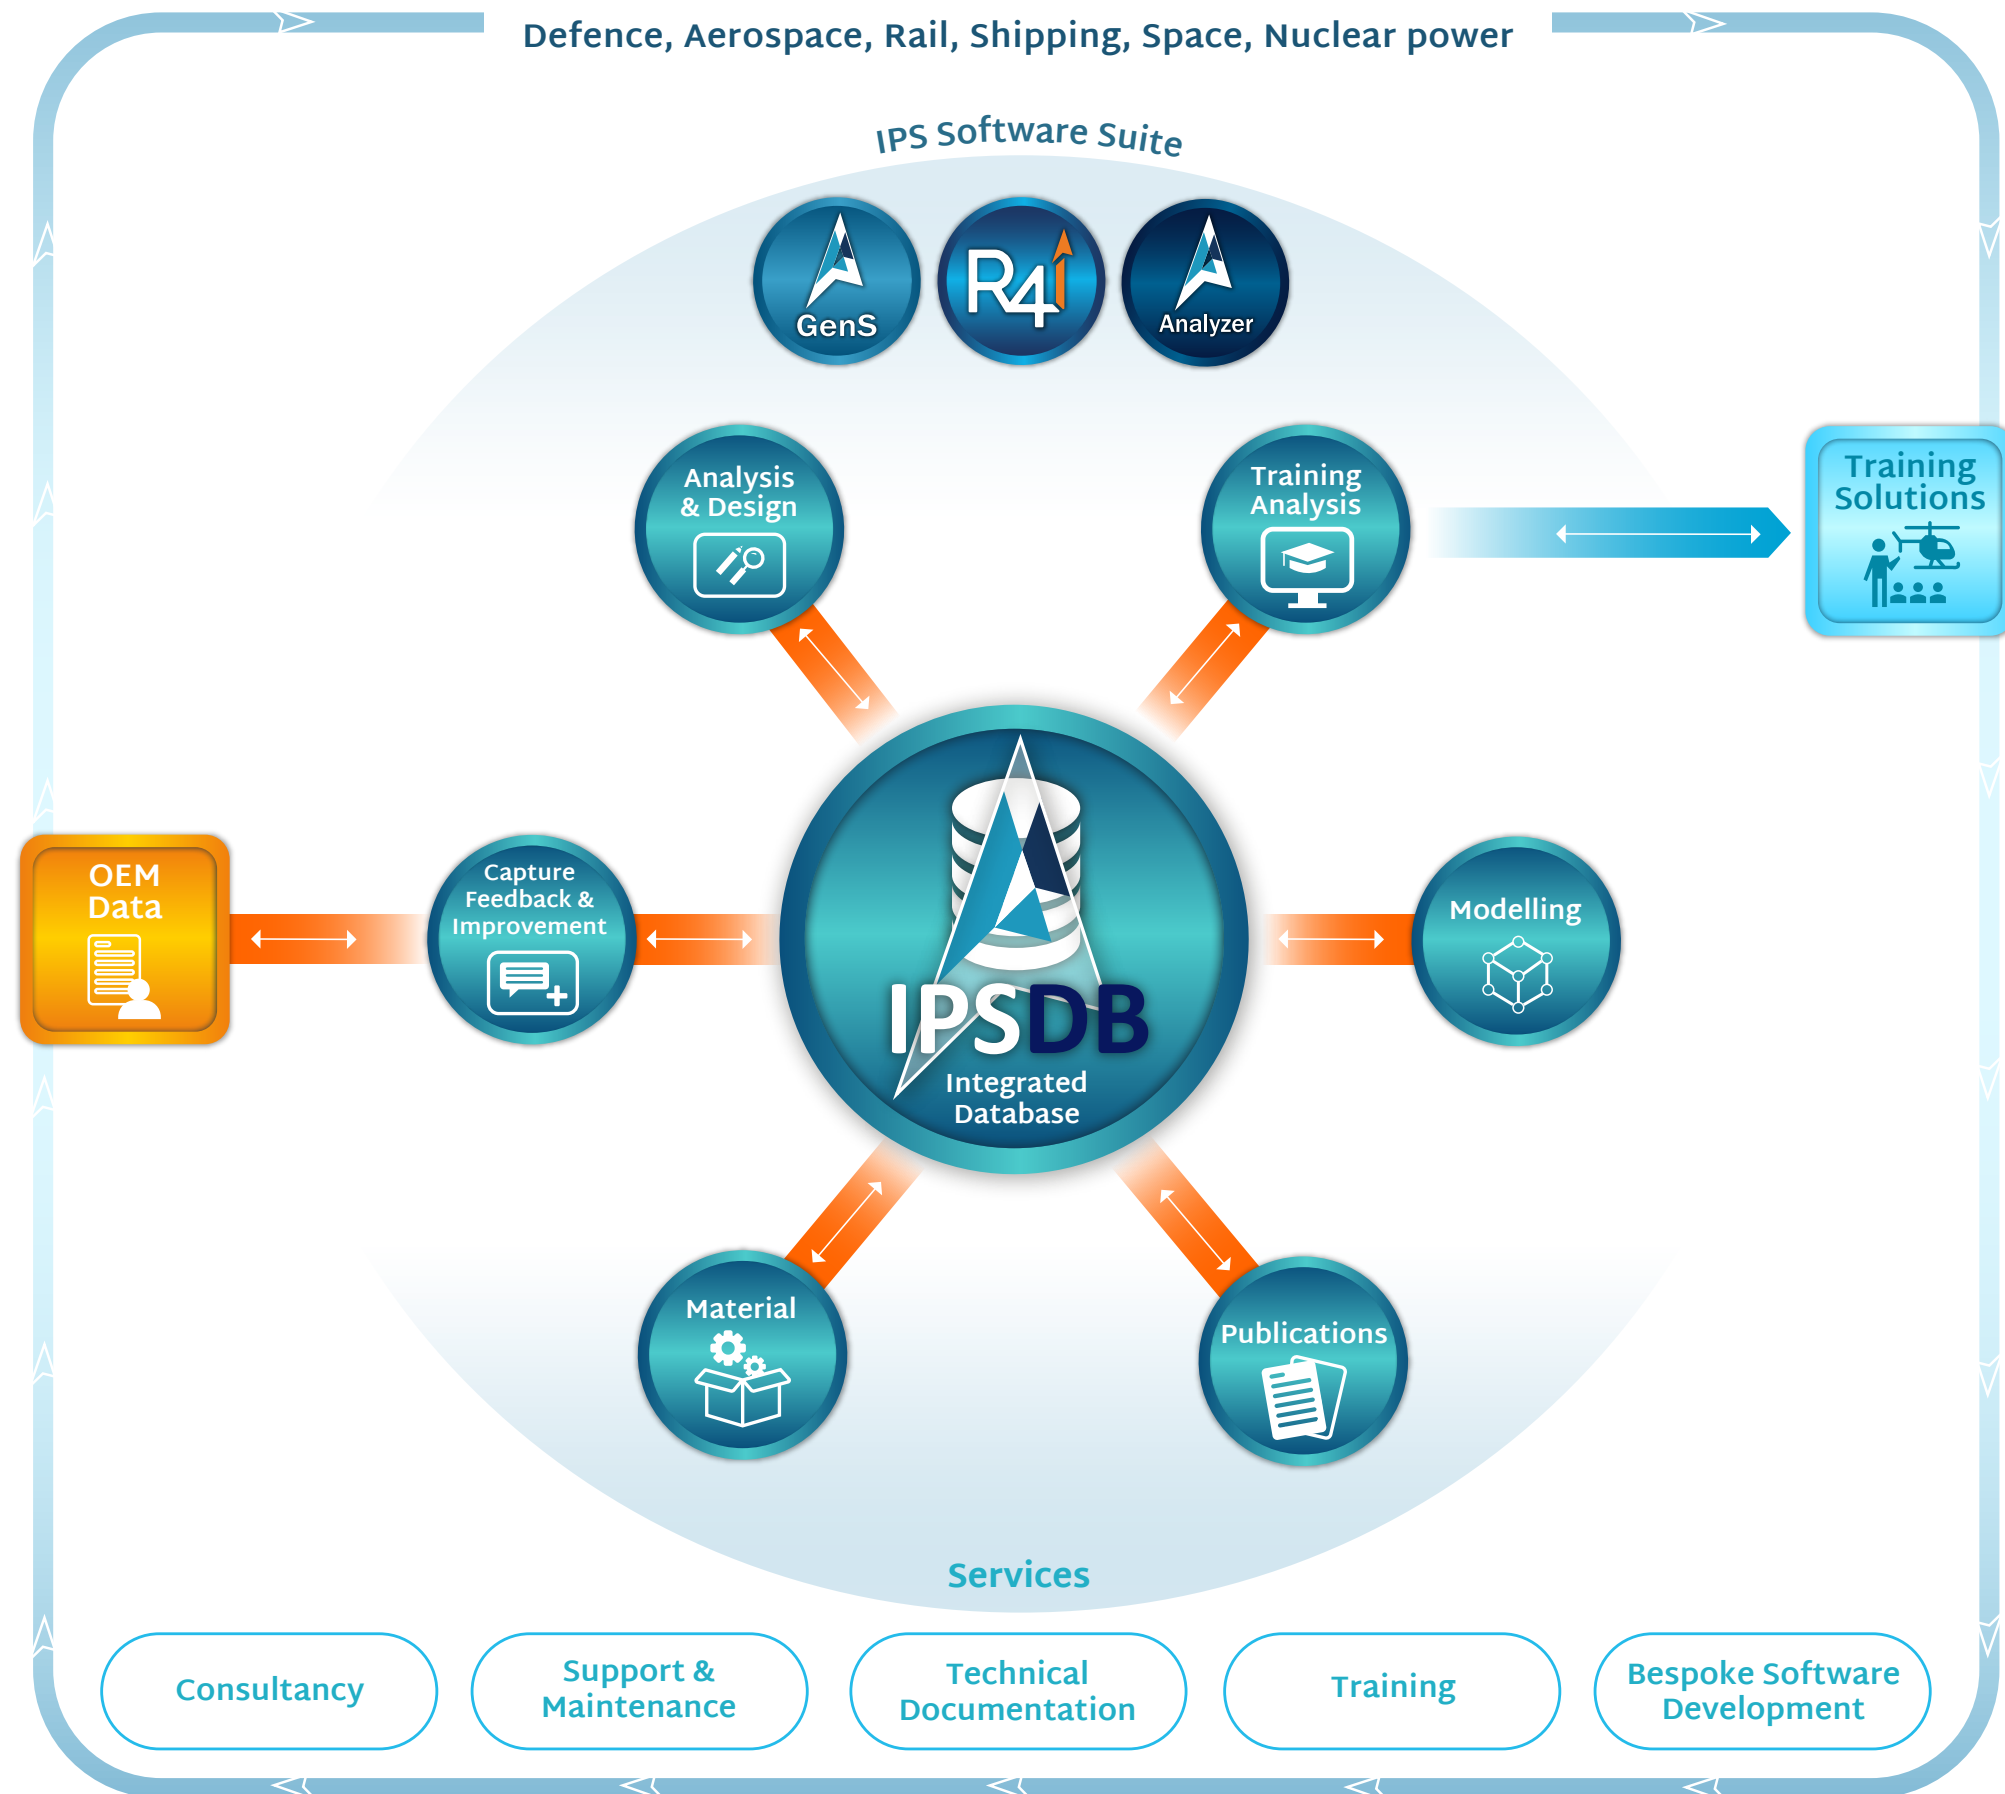 Defence, Aerospace, Rail, Shipping, Space, Nuclear power
IPS Software Suite
GenS
R4i
Analyzer
Analysis
& Design
Training
Analysis
Training
Solutions
OEM
Data
Capture
Feedback &
Improvement
IPSDB
Integrated
Database
Modelling
Material
Publications
Services
Consultancy
Support &
Maintenance
Technical
Documentation
Training
Bespoke Software
Development